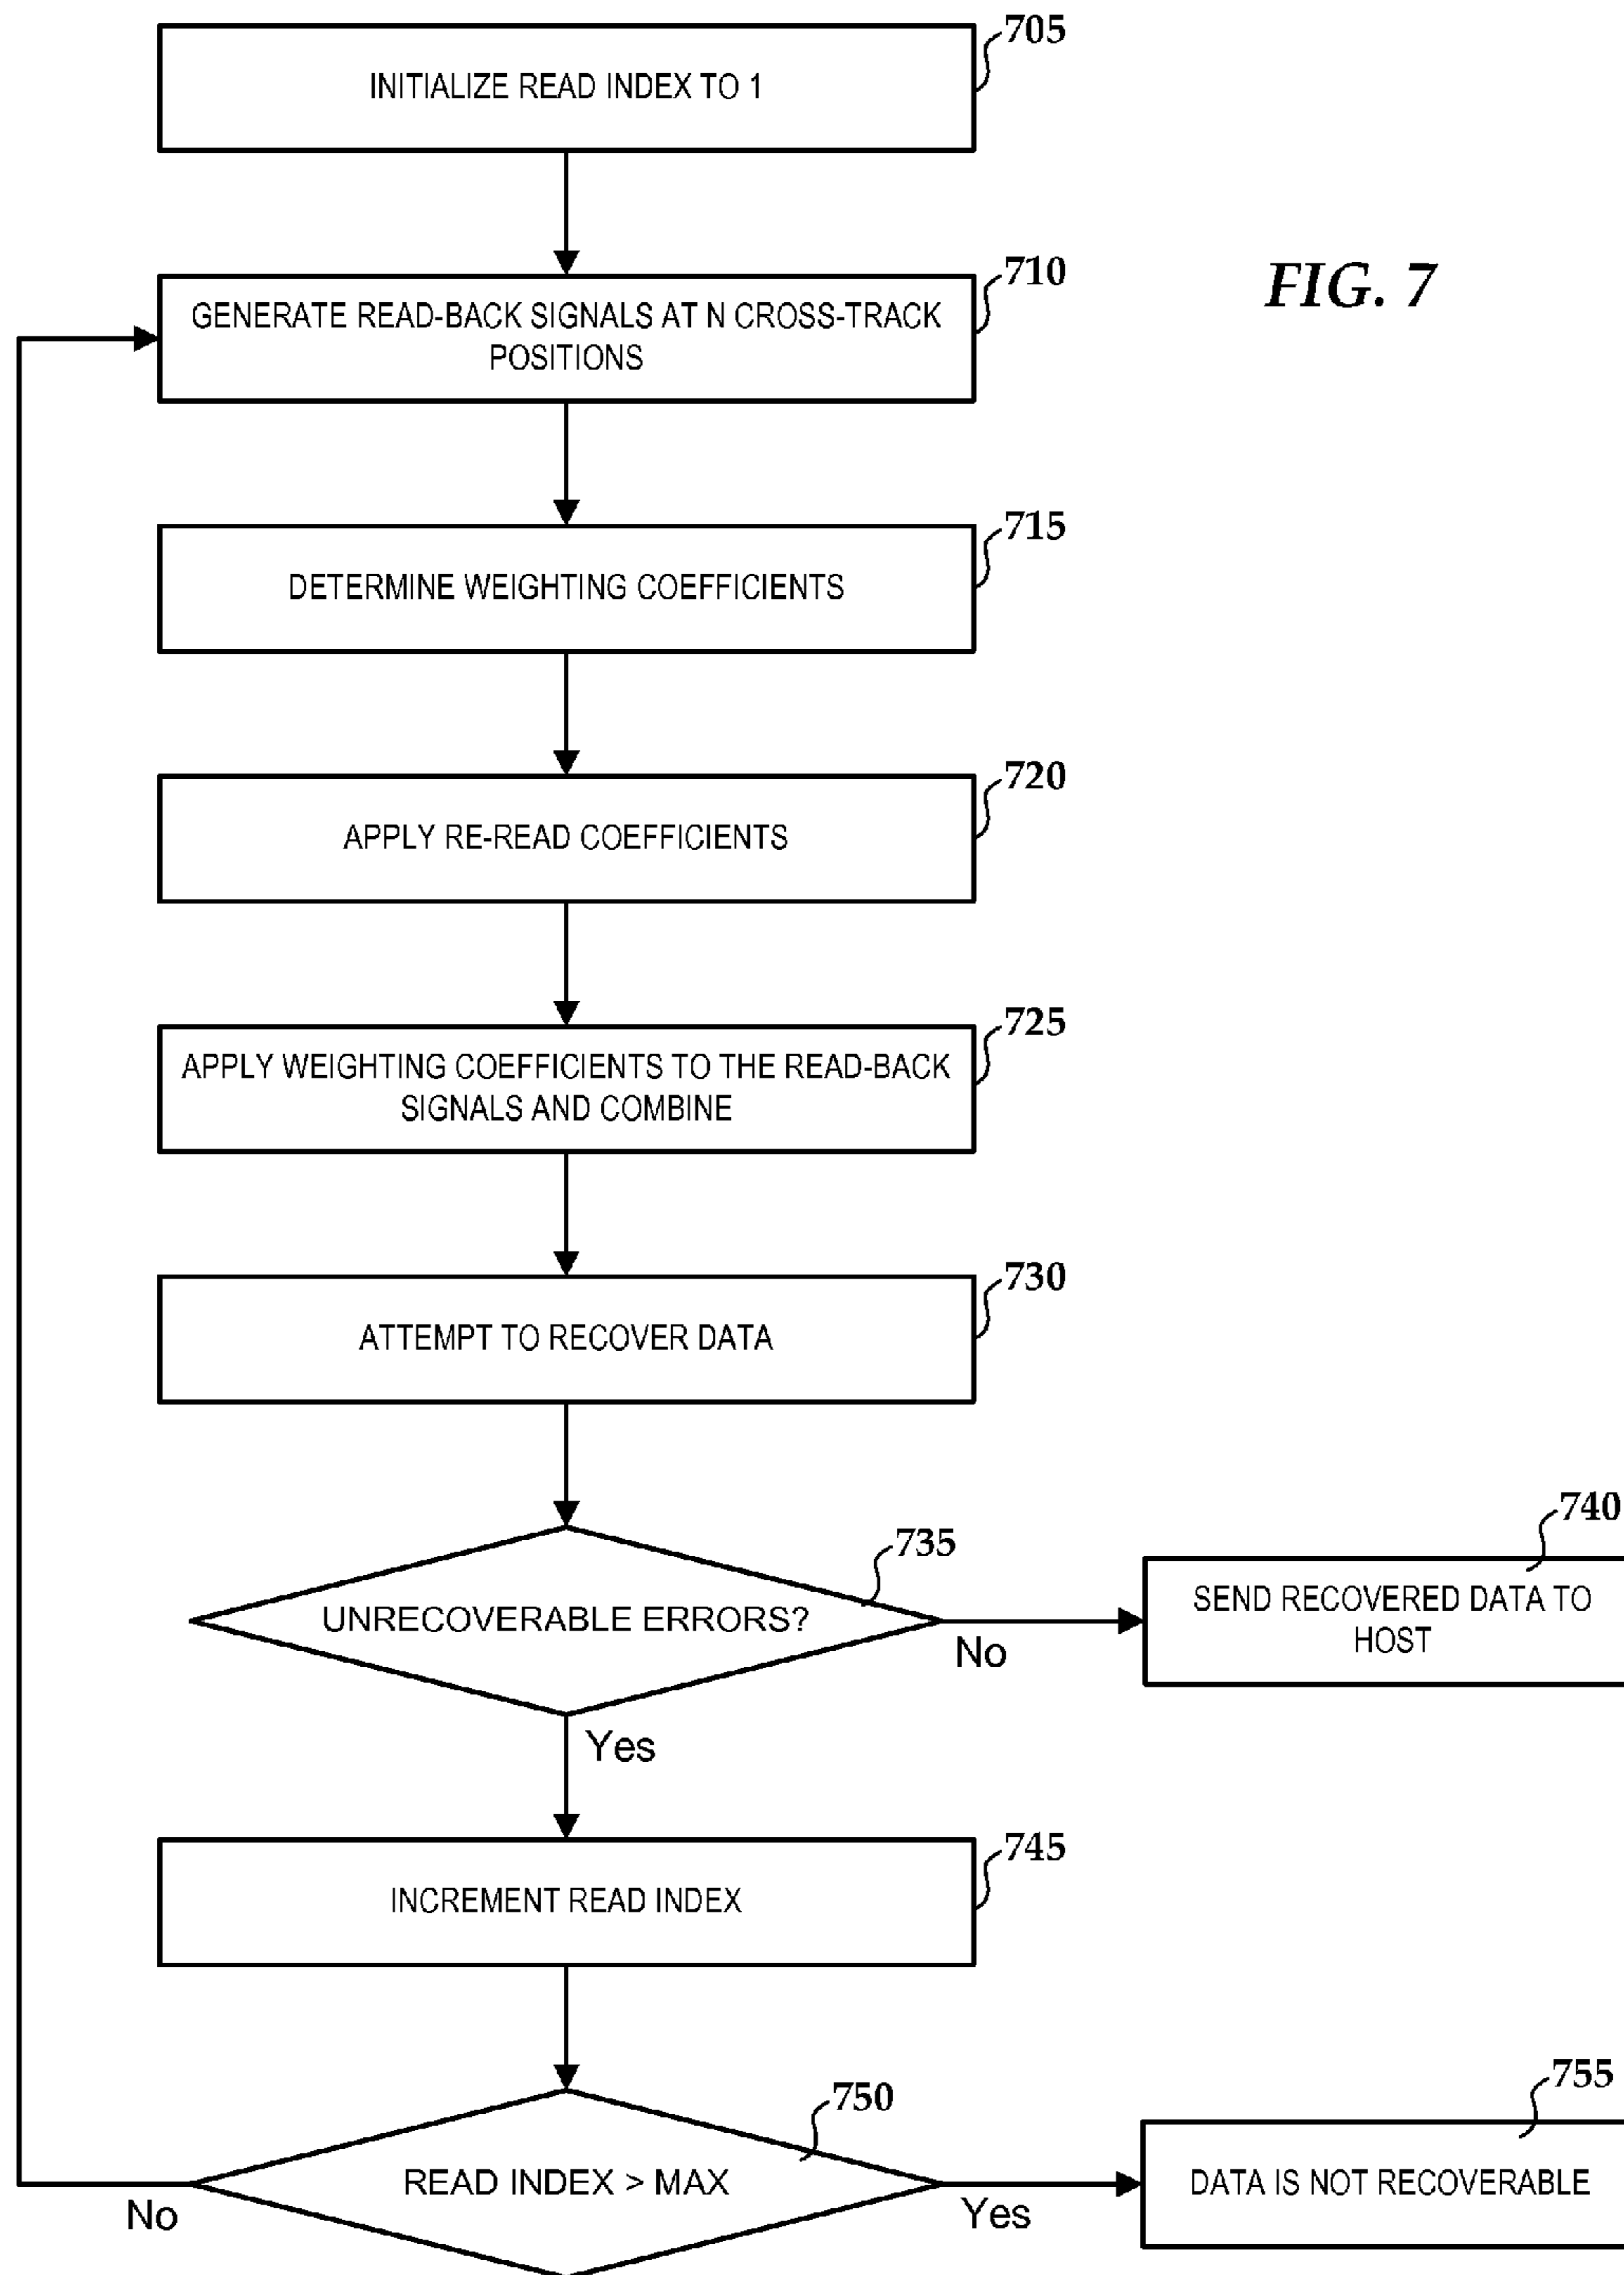 705
INITIALIZE READ INDEX TO 1
FIG. 7
710
GENERATE READ-BACK SIGNALS AT N CROSS-TRACK
POSITIONS
715
DETERMINE WEIGHTING COEFFICIENTS
720
APPLY RE-READ COEFFICIENTS
725
APPLY WEIGHTING COEFFICIENTS TO THE READ-BACK
SIGNALS AND COMBINE
730
ATTEMPT TO RECOVER DATA
735
UNRECOVERABLE ERRORS?
No
740
SEND RECOVERED DATA TO
HOST
Yes
745
INCREMENT READ INDEX
750
READ INDEX > MAX
No
Yes
755
DATA IS NOT RECOVERABLE